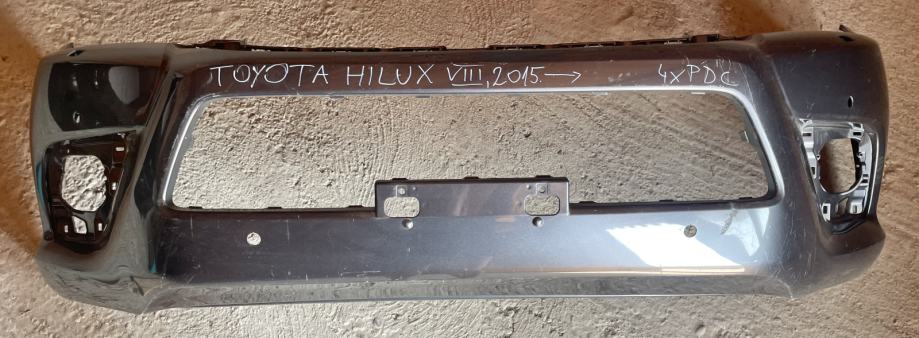 TOYOTA HILUX VIII, 2015.→ 4xPDC